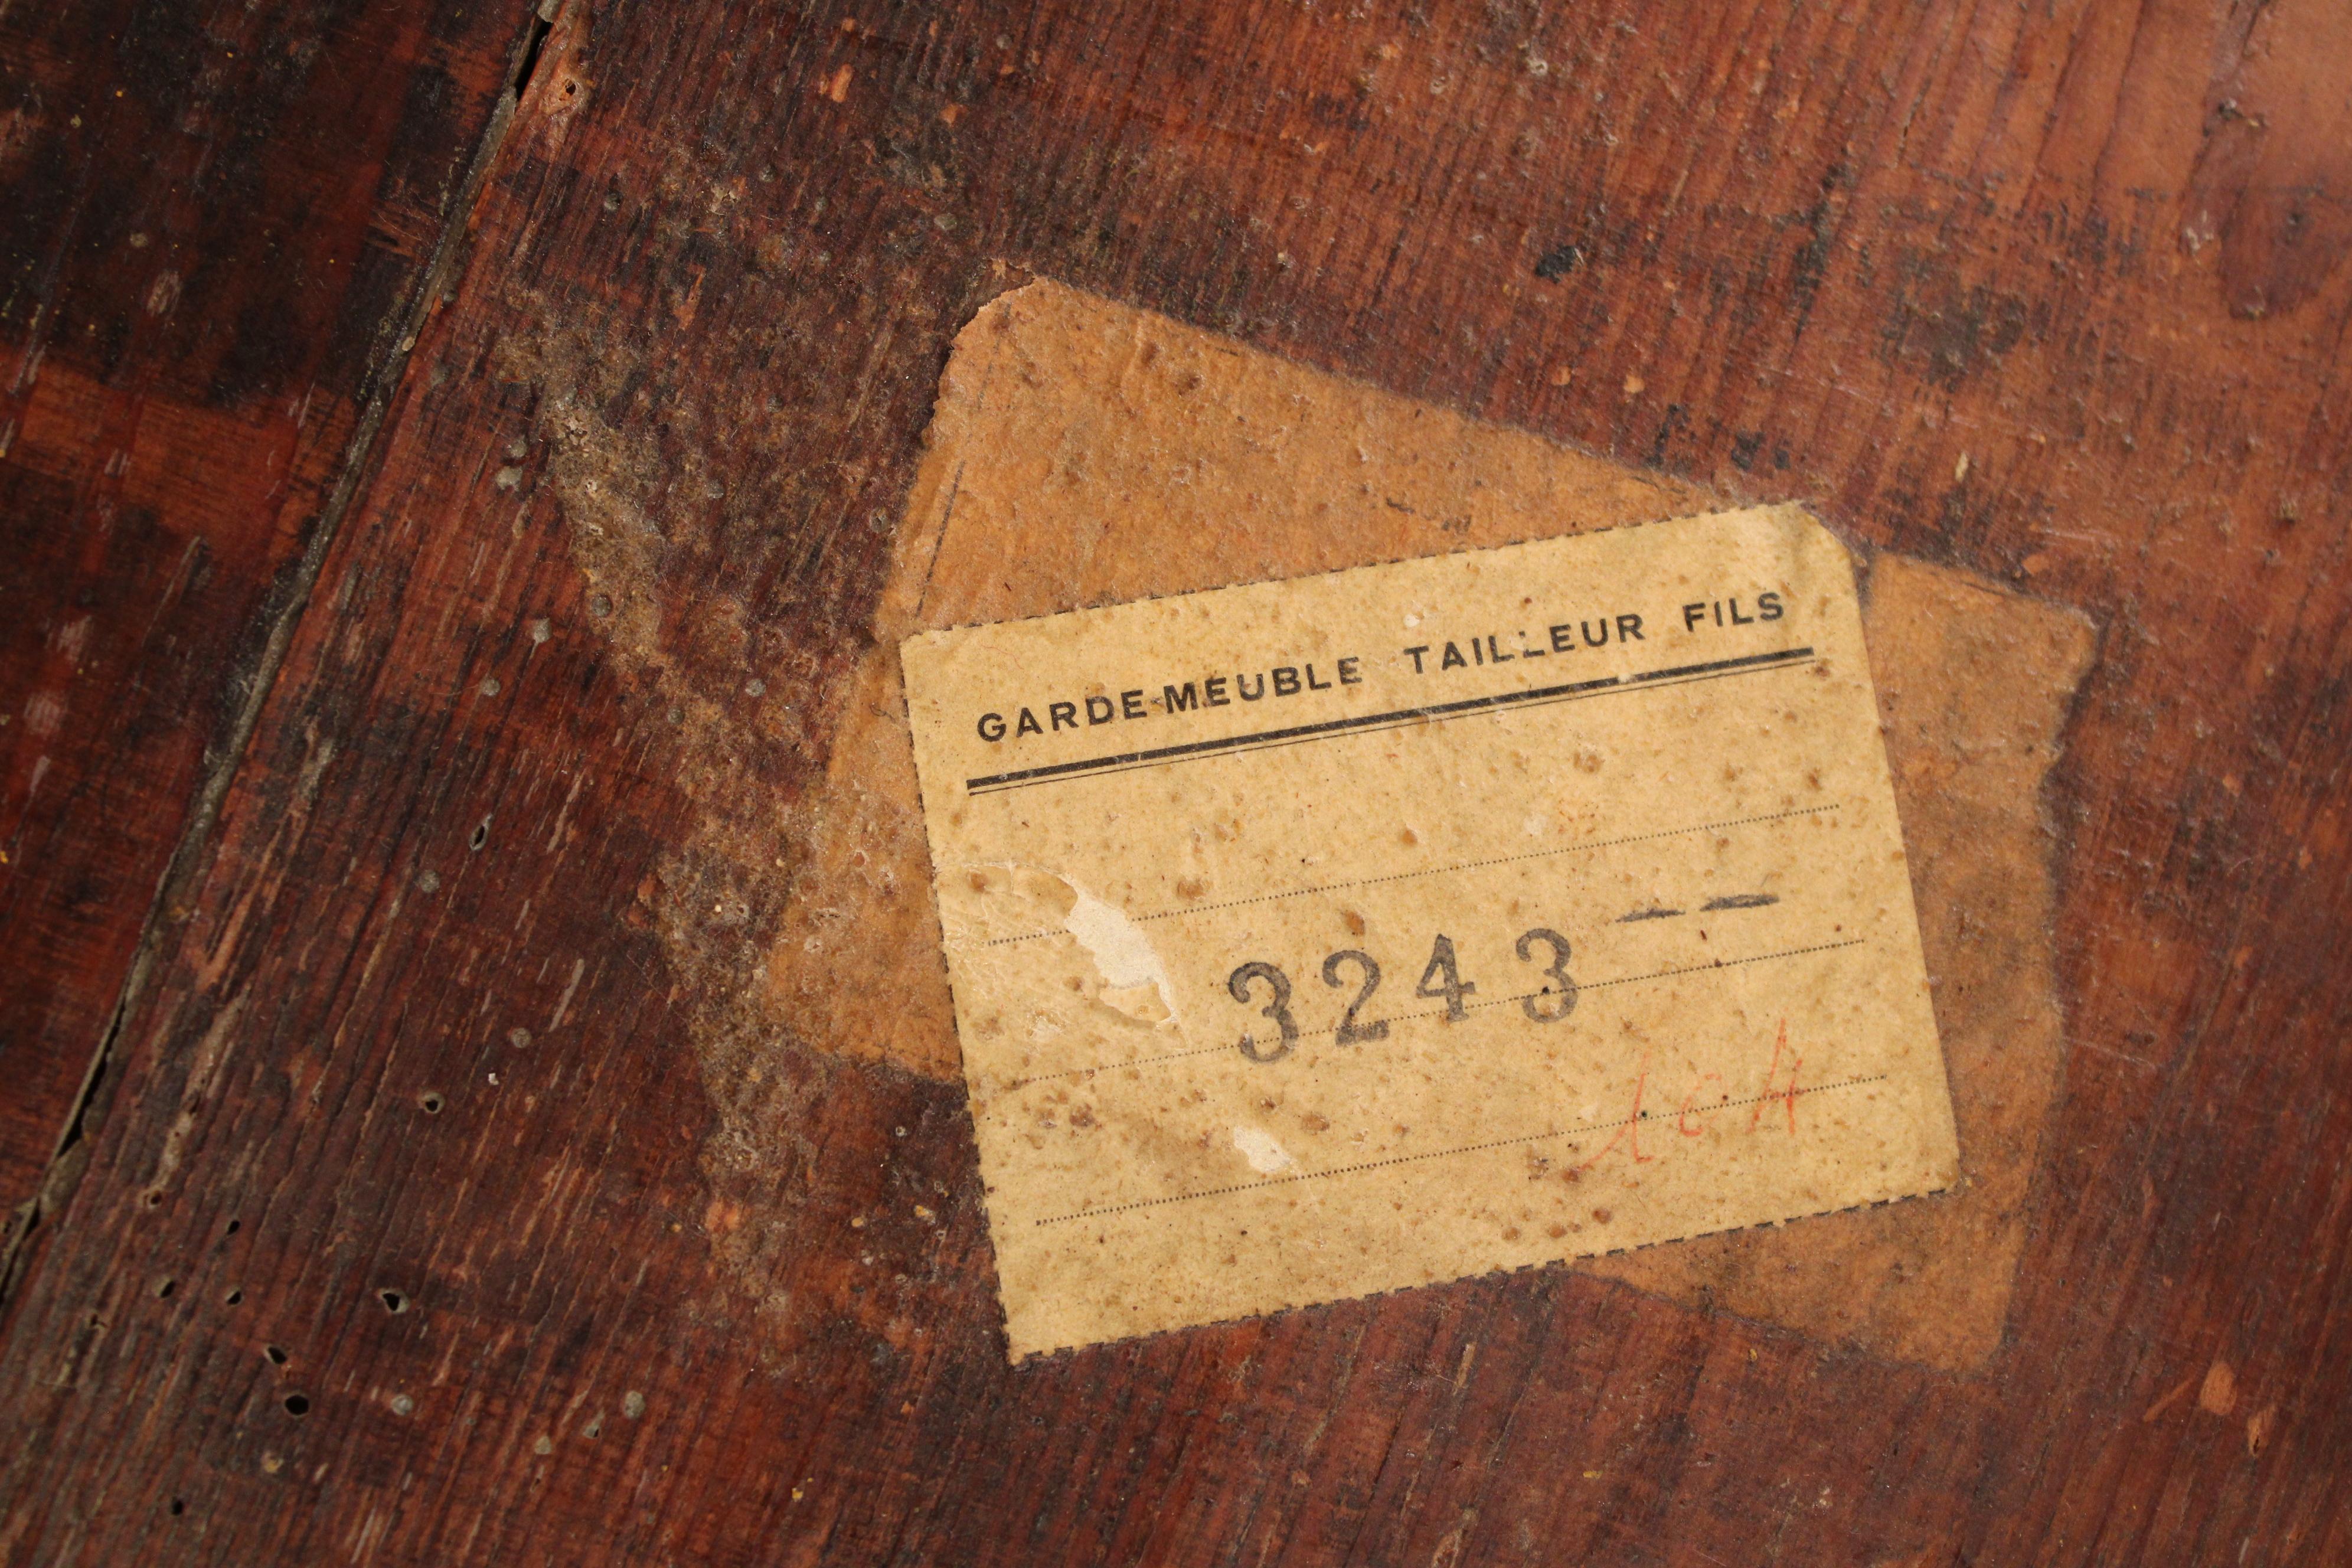 GARDE-MEUBLE TAILLEUR FILS
3243 --